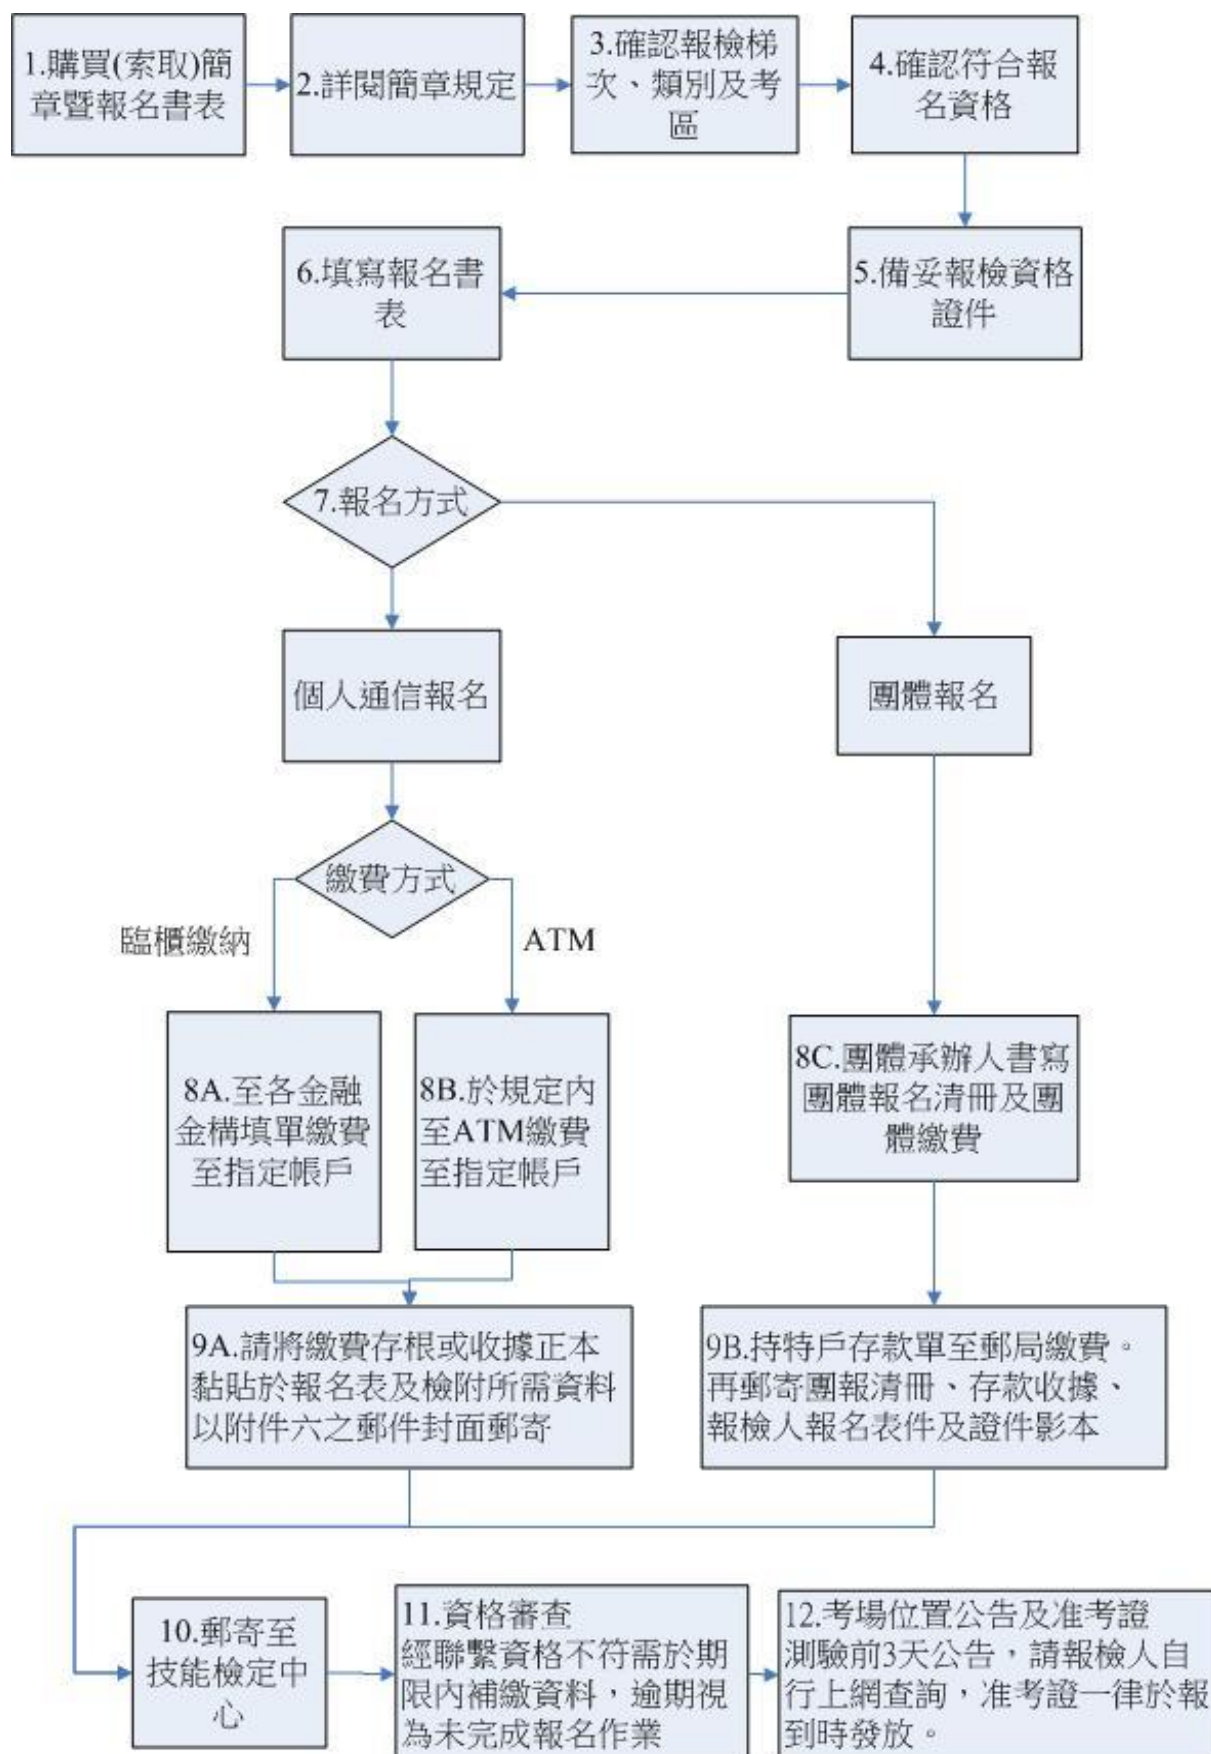 1.購買(索取)簡
章暨報名書表
2.詳閱簡章規定
3.確認報檢梯
次、類別及考
區
4.確認符合報
名資格
5.備妥報檢資格
證件
6.填寫報名書
表
7.報名方式
個人通信報名
團體報名
繳費方式
臨櫃繳納
ATM
8A.至各金融
金構填單繳費
至指定帳戶
8B.於規定內
至ATM繳費
至指定帳戶
8C.團體承辦人書寫
團體報名清冊及團
體繳費
9A.請將繳費存根或收據正本
黏貼於報名表及檢附所需資料
以附件六之郵件封面郵寄
9B.持特戶存款單至郵局繳費。
再郵寄團報清冊、存款收據、
報檢人報名表件及證件影本
10.郵寄至
技能檢定中
心
11.資格審查
經聯繫資格不符需於期
限內補繳資料，逾期視
為未完成報名作業
12.考場位置公告及准考證
測驗前3天公告，請報檢人自
行上網查詢，准考證一律於報
到時發放。